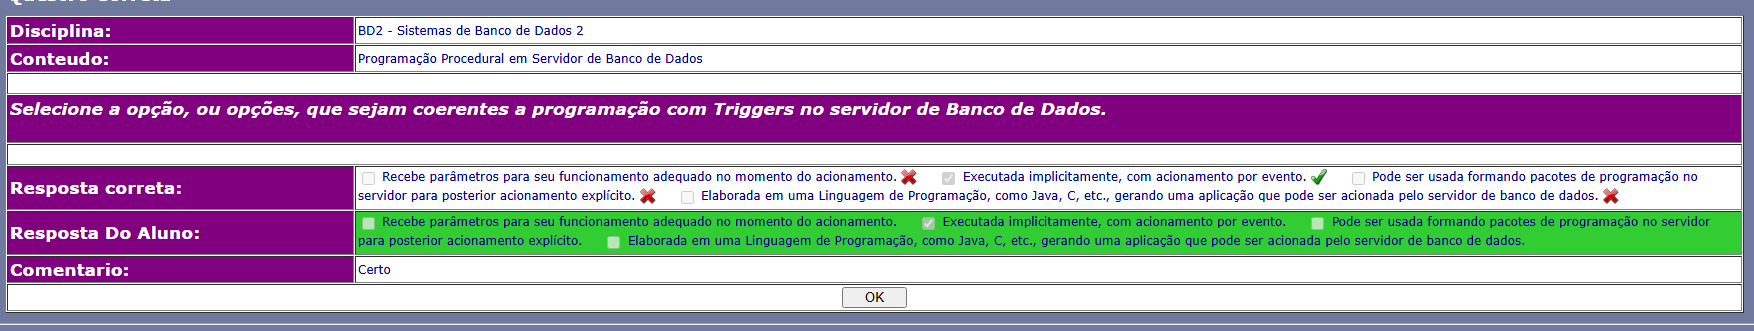 Disciplina:
BD2 - Sistemas de Banco de Dados 2
Conteudo:
Programação Procedural em Servidor de Banco de Dados
Selecione a opção, ou opções, que sejam coerentes a programação com Triggers no servidor de Banco de Dados.
Resposta correta:
Recebe parâmetros para seu funcionamento adequado no momento do acionamento. Executada implicitamente, com acionamento por evento. Pode ser usada formando pacotes de programação no
servidor para posterior acionamento explícito. Elaborada em uma Linguagem de Programação, como Java, C, etc., gerando uma aplicação que pode ser acionada pelo servidor de banco de dados.
Resposta Do Aluno:
Recebe parâmetros para seu funcionamento adequado no momento do acionamento. Executada implicitamente, com acionamento por evento. Pode ser usada formando pacotes de programação no servidor
para posterior acionamento explícito. Elaborada em uma Linguagem de Programação, como Java, C, etc., gerando uma aplicação que pode ser acionada pelo servidor de banco de dados.
Comentario:
Certo
OK